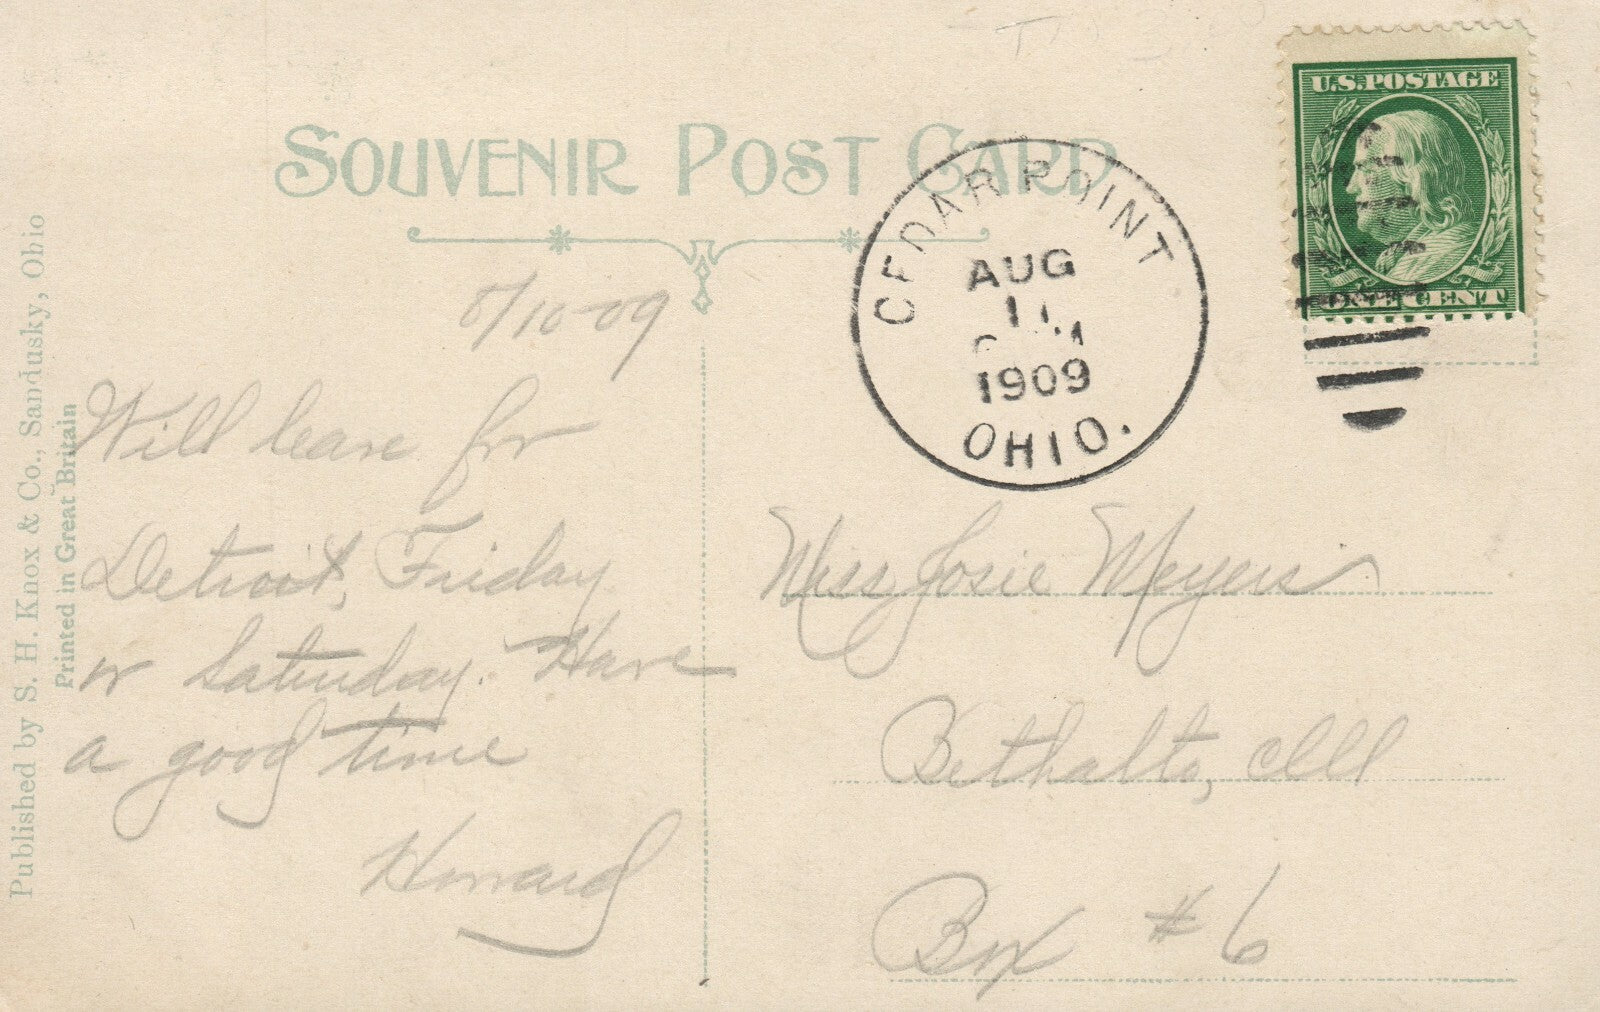 SOUVENIR POST CARD
U.S. POSTAGE
ONE CENT
CEDAR POINT
AUG
11
1909
OHIO.
8/10-09
Will leave for
Detroit, Friday
or Saturday. Have
a good time
Howard
Miss Josie Meyers
Bethalto, Ill
Box # 6
Published by S. H. Knox & Co., Sandusky, Ohio
Printed in Great Britain